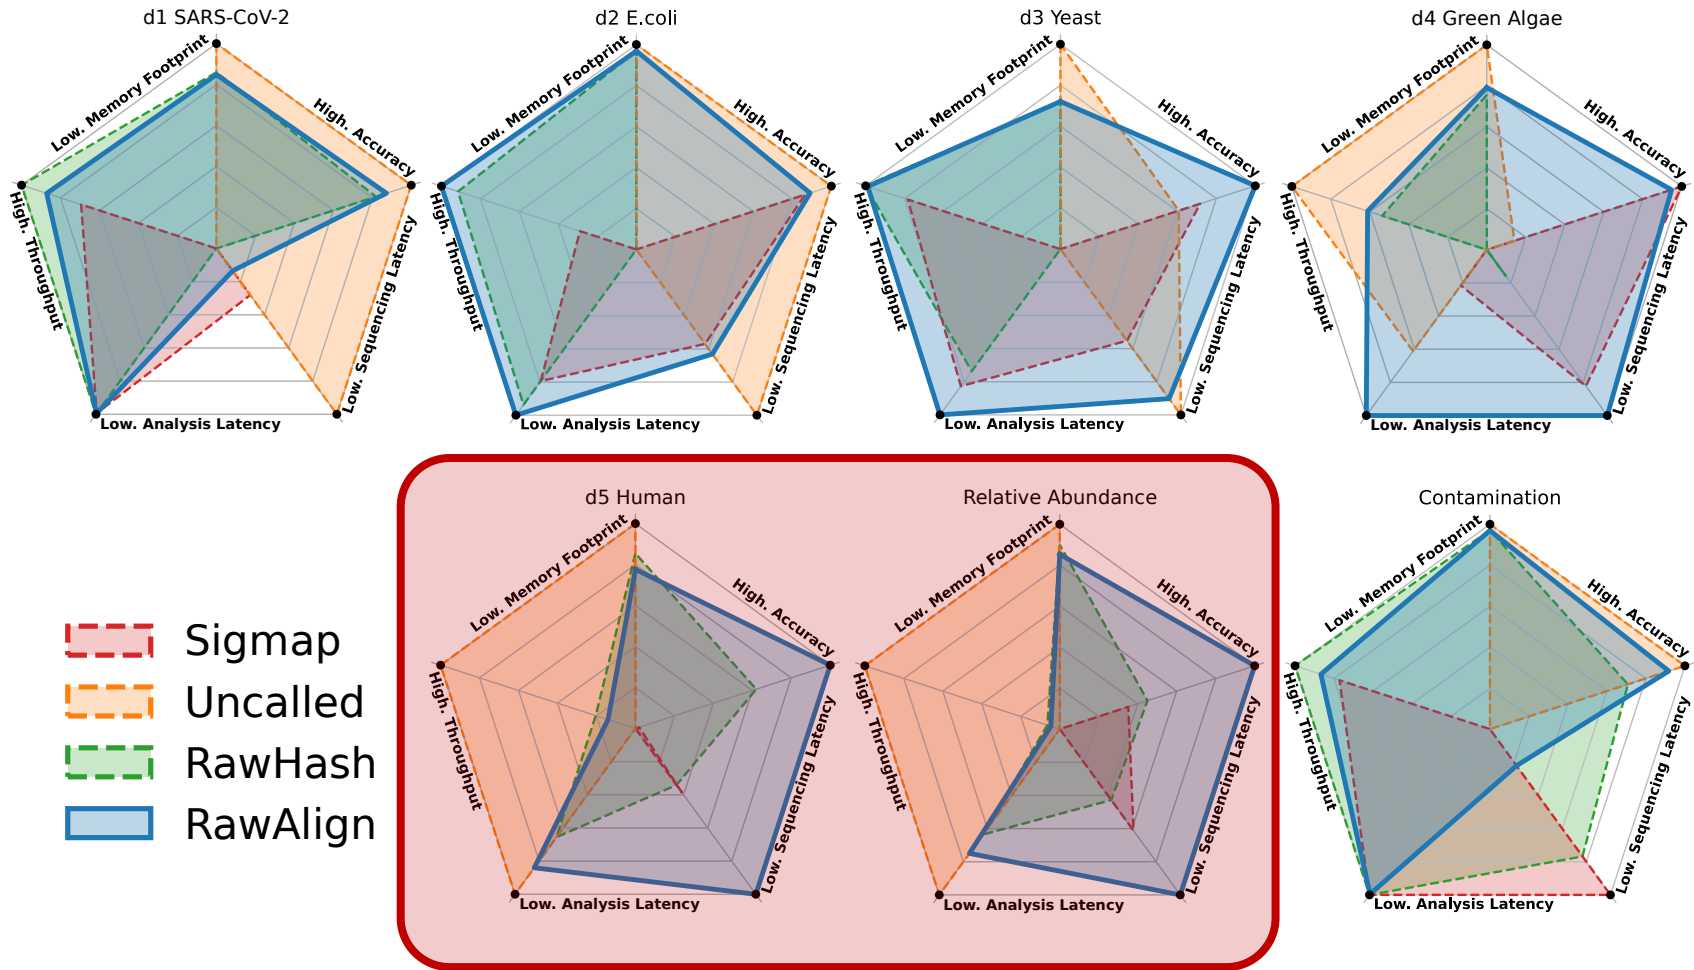 d1 SARS-CoV-2
Low. Memory Footprint
High. Accuracy
High. Throughput
Low. Sequencing Latency
Low. Analysis Latency
d2 E.coli
Low. Memory Footprint
High. Accuracy
High. Throughput
Low. Sequencing Latency
Low. Analysis Latency
d3 Yeast
Low. Memory Footprint
High. Accuracy
High. Throughput
Low. Sequencing Latency
Low. Analysis Latency
d4 Green Algae
Low. Memory Footprint
High. Accuracy
High. Throughput
Low. Sequencing Latency
Low. Analysis Latency
Sigmap
Uncalled
RawHash
RawAlign
d5 Human
Low. Memory Footprint
High. Accuracy
High. Throughput
Low. Sequencing Latency
Low. Analysis Latency
Relative Abundance
Low. Memory Footprint
High. Accuracy
High. Throughput
Low. Sequencing Latency
Low. Analysis Latency
Contamination
Low. Memory Footprint
High. Accuracy
High. Throughput
Low. Sequencing Latency
Low. Analysis Latency